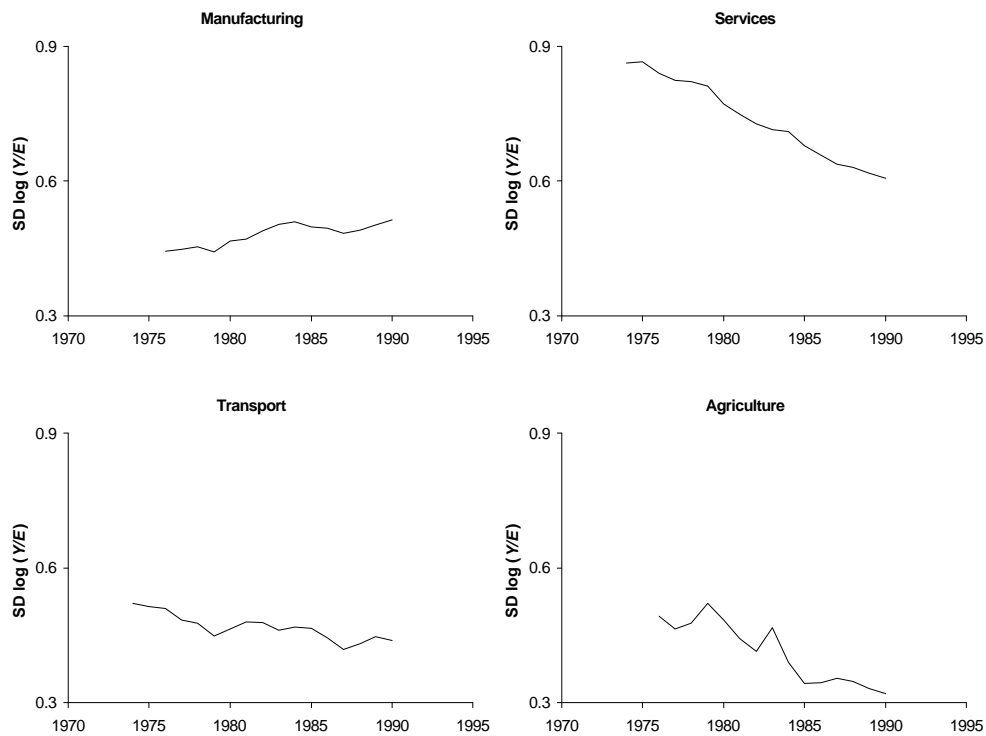 Manufacturing
0.9
0.6
0.3
SD log (Y/E)
1970 1975 1980 1985 1990 1995
Services
0.9
0.6
0.3
SD log (Y/E)
1970 1975 1980 1985 1990 1995
Transport
0.9
0.6
0.3
SD log (Y/E)
1970 1975 1980 1985 1990 1995
Agriculture
0.9
0.6
0.3
SD log (Y/E)
1970 1975 1980 1985 1990 1995